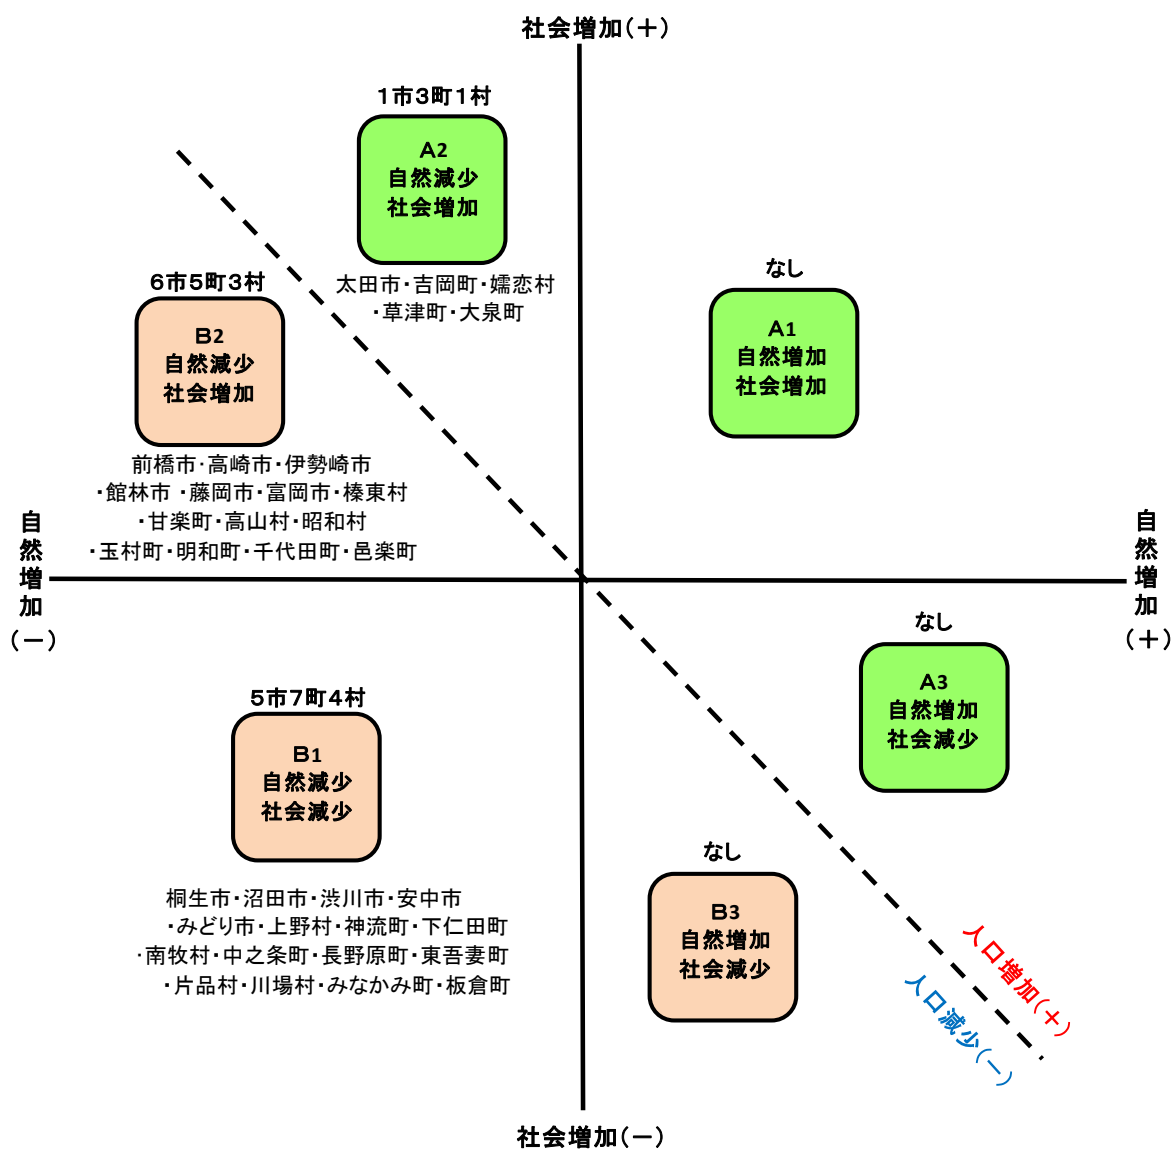 社会増加(＋)
１市３町１村
Ａ2
自然減少
社会増加
太田市・吉岡町・嬬恋村
・草津町・大泉町
６市５町３村
Ｂ2
自然減少
社会増加
前橋市・高崎市・伊勢崎市
・館林市 ・藤岡市・富岡市・榛東村
・甘楽町・高山村・昭和村
・玉村町・明和町・千代田町・邑楽町
なし
Ａ1
自然増加
社会増加
自然増加(－)
自然増加(＋)
なし
Ａ3
自然増加
社会減少
５市７町４村
Ｂ1
自然減少
社会減少
桐生市・沼田市・渋川市・安中市
・みどり市・上野村・神流町・下仁田町
・南牧村・中之条町・長野原町・東吾妻町
・片品村・川場村・みなかみ町・板倉町
なし
Ｂ3
自然増加
社会減少
人口増加(＋)
人口減少(－)
社会増加(－)